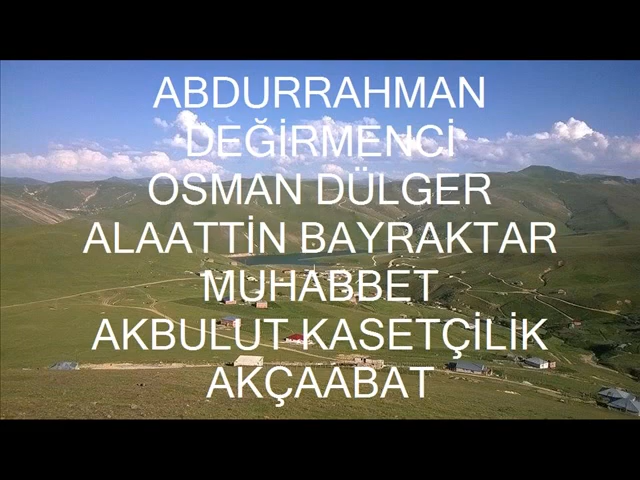 ABDURRAHMAN
DEĞİRMENCİ
OSMAN DÜLGER
ALAATTİN BAYRAKTAR
MUHABBET
AKBULUT KASETÇİLİK
AKÇAABAT